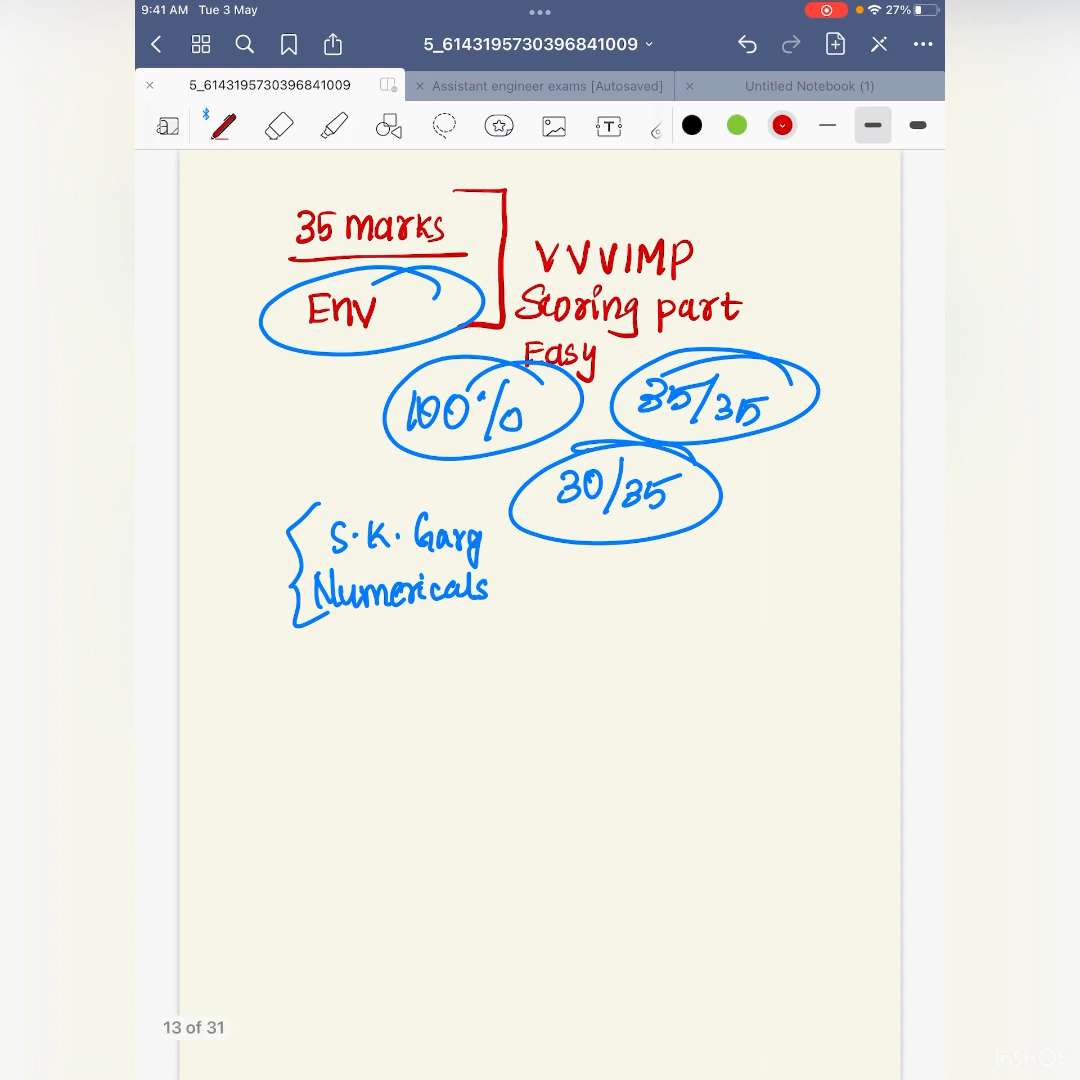 9:41 AM Tue 3 May
27%
5_6143195730396841009
5_6143195730396841009
Assistant engineer exams [Autosaved]
Untitled Notebook (1)
T
35 marks
Env
VVVIMP
Scoring part
Easy
100%
35/35
30/35
S.K. Garg
Numericals
13 of 31
InShOt